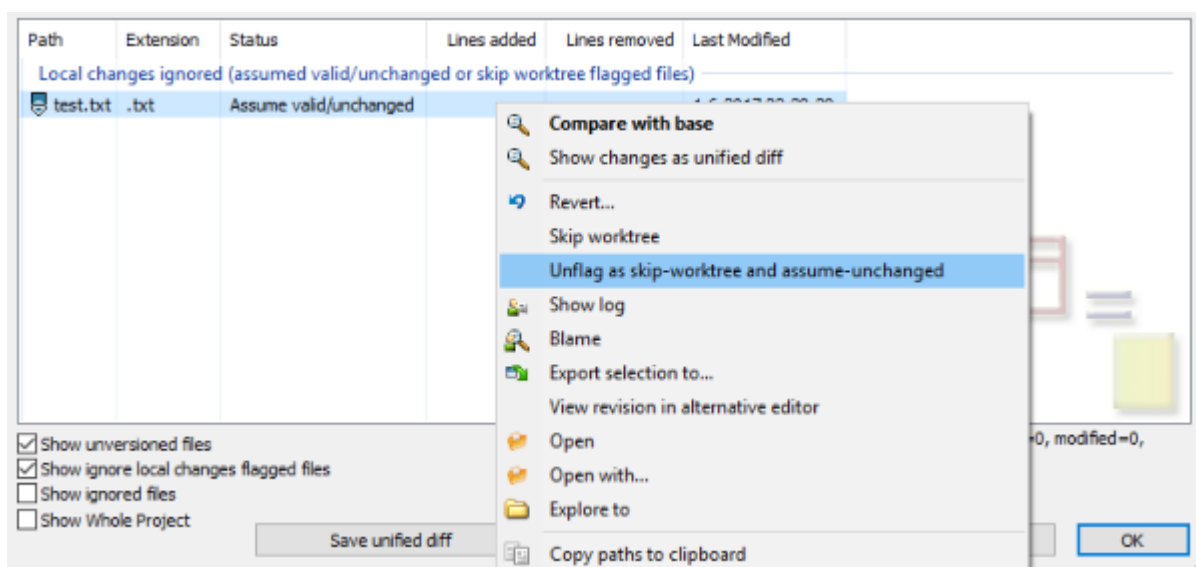 Path Extension Status Lines added Lines removed Last Modified
Local changes ignored (assumed valid/unchanged or skip worktree flagged files)
test.txt .txt Assume valid/unchanged
Compare with base
Show changes as unified diff
Revert...
Skip worktree
Unflag as skip-worktree and assume-unchanged
Show log
Blame
Export selection to...
View revision in alternative editor
Open
Open with...
Explore to
Copy paths to clipboard
Show unversioned files
=0, modified=0,
Show ignore local changes flagged files
Show ignored files
Show Whole Project
Save unified diff
OK